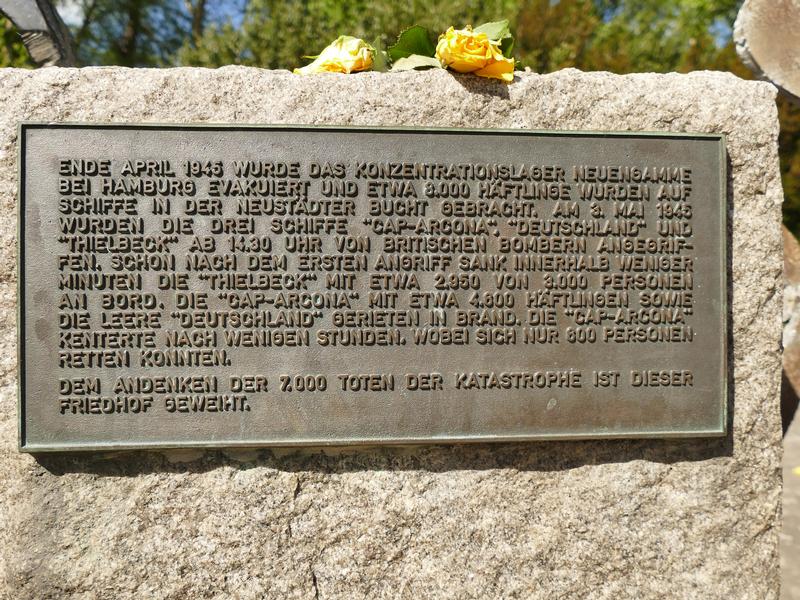 ENDE APRIL 1945 WURDE DAS KONZENTRATIONSLAGER NEUENGAMME
BEI HAMBURG EVAKUIERT UND ETWA 8.000 HÄFTLINGE WURDEN AUF
SCHIFFE IN DER NEUSTÄDTER BUCHT GEBRACHT. AM 3. MAI 1945
WURDEN DIE DREI SCHIFFE "CAP-ARCONA", "DEUTSCHLAND" UND
"THIELBECK" AB 14.30 UHR VON BRITISCHEN BOMBERN ANGEGRIF-
FEN. SCHON NACH DEM ERSTEN ANGRIFF SANK INNERHALB WENIGER
MINUTEN DIE "THIELBECK" MIT ETWA 2.950 VON 3.000 PERSONEN
AN BORD. DIE "CAP-ARCONA" MIT ETWA 4.600 HÄFTLINGEN SOWIE
DIE LEERE "DEUTSCHLAND" GERIETEN IN BRAND. DIE "CAP-ARCONA"
KENTERTE NACH WENIGEN STUNDEN, WOBEI SICH NUR 600 PERSONEN
RETTEN KONNTEN.
DEM ANDENKEN DER 7.000 TOTEN DER KATASTROPHE IST DIESER
FRIEDHOF GEWEIHT.